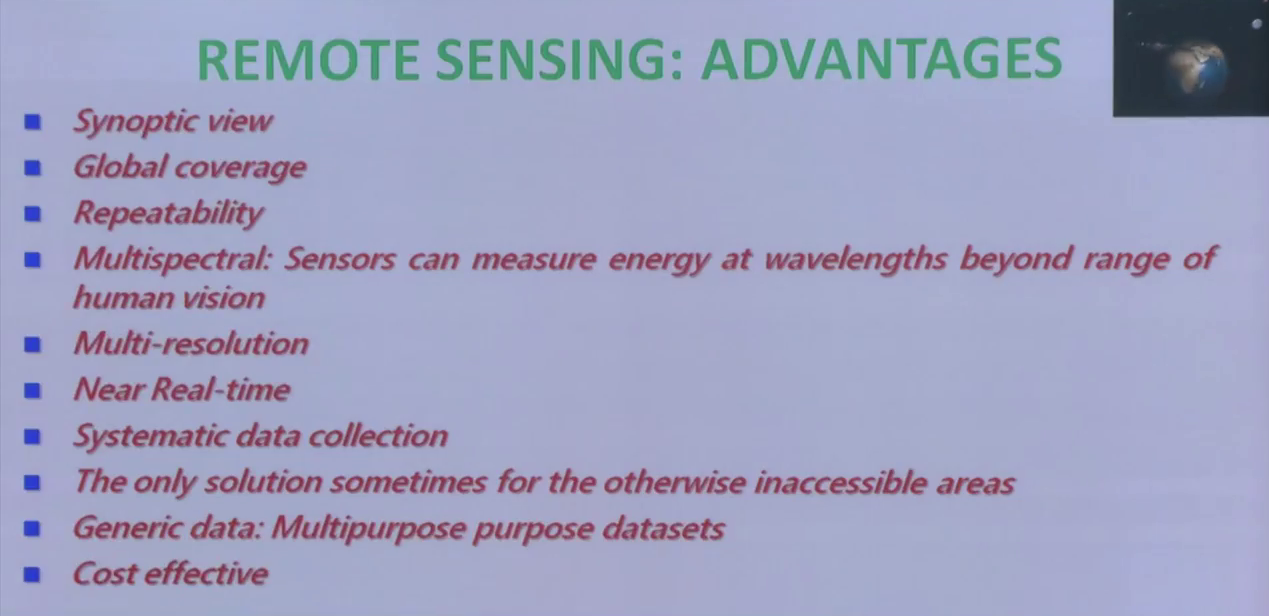 REMOTE SENSING: ADVANTAGES
Synoptic view
Global coverage
Repeatability
Multispectral: Sensors can measure energy at wavelengths beyond range of
human vision
Multi-resolution
Near Real-time
Systematic data collection
The only solution sometimes for the otherwise inaccessible areas
Generic data: Multipurpose purpose datasets
Cost effective